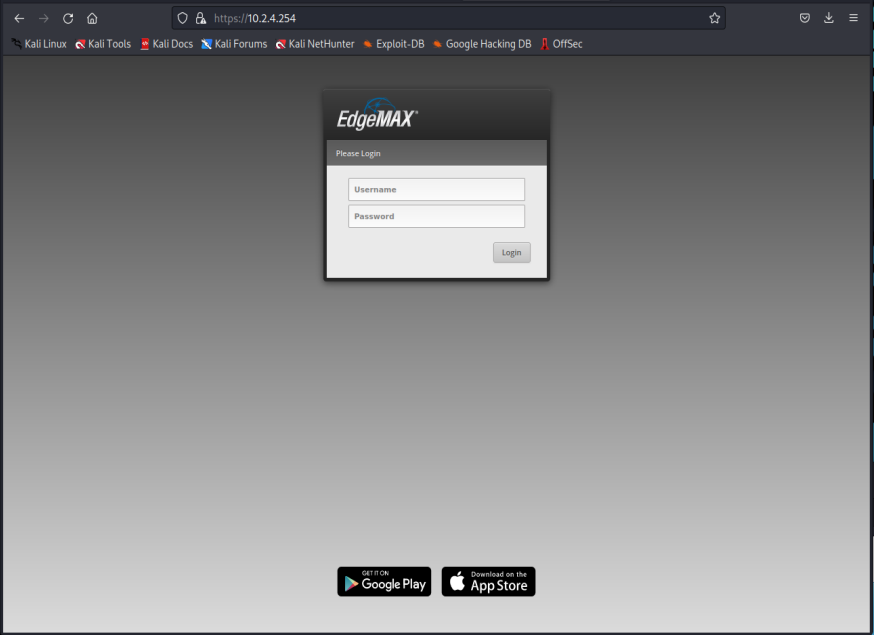 https://10.2.4.254
Kali Linux Kali Tools Kali Docs Kali Forums Kali NetHunter Exploit-DB Google Hacking DB OffSec
EdgeMAX®
Please Login
Username
Password
Login
GET IT ON
Google Play
Download on the
App Store